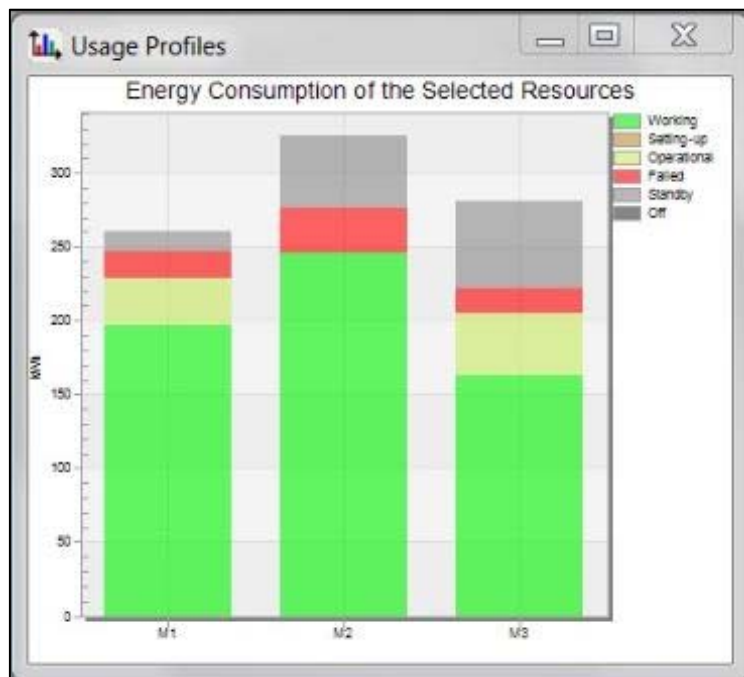 Usage Profiles
Energy Consumption of the Selected Resources
Working
Setting-up
Operational
Failed
Standby
Off
300
250
200
150
100
50
0
kWh
M1 M2 M3